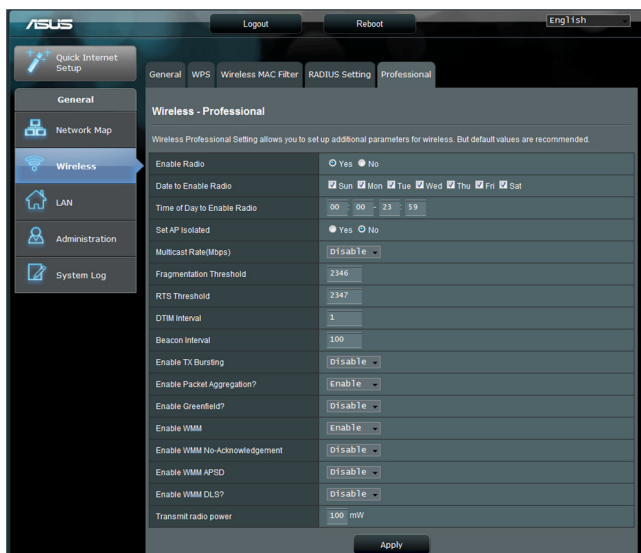 ASUS
Logout
Reboot
English
Quick Internet
Setup
General
Network Map
Wireless
LAN
Administration
System Log
General WPS Wireless MAC Filter RADIUS Setting Professional
Wireless - Professional
Wireless Professional Setting allows you to set up additional parameters for wireless. But default values are recommended.
Enable Radio Yes No
Date to Enable Radio Sun Mon Tue Wed Thu Fri Sat
Time of Day to Enable Radio 00 : 00 - 23 : 59
Set AP Isolated Yes No
Multicast Rate(Mbps) Disable
Fragmentation Threshold 2346
RTS Threshold 2347
DTIM Interval 1
Beacon Interval 100
Enable TX Bursting Disable
Enable Packet Aggregation? Enable
Enable Greenfield? Disable
Enable WMM Enable
Enable WMM No-Acknowledgement Disable
Enable WMM APSD Disable
Enable WMM DLS? Disable
Transmit radio power 100 mW
Apply